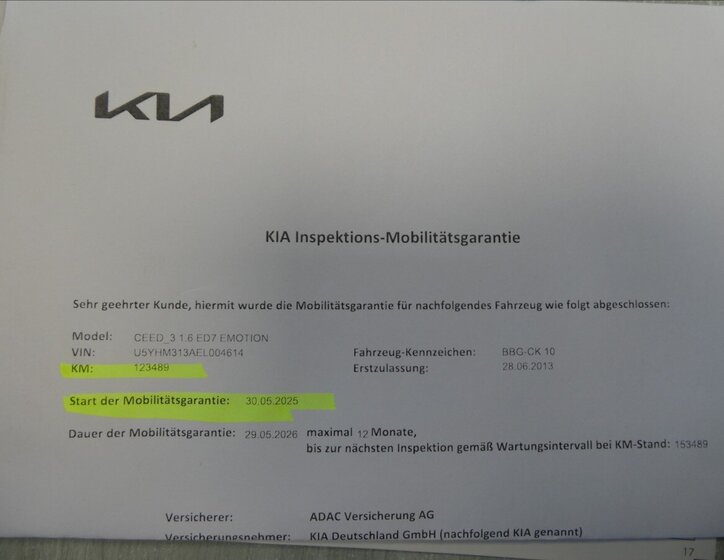 KIA
KIA Inspektions-Mobilitätsgarantie
Sehr geehrter Kunde, hiermit wurde die Mobilitätsgarantie für nachfolgendes Fahrzeug wie folgt abgeschlossen:
Model: CEED_3 1.6 ED7 EMOTION
VIN: U5YHM313AEL004614 Fahrzeug-Kennzeichen: BBG-CK 10
KM: 123489 Erstzulassung: 28.06.2013
Start der Mobilitätsgarantie: 30.05.2025
Dauer der Mobilitätsgarantie: 29.05.2026 maximal 12 Monate,
bis zur nächsten Inspektion gemäß Wartungsintervall bei KM-Stand: 153489
Versicherer: ADAC Versicherung AG
Versicherungsnehmer: KIA Deutschland GmbH (nachfolgend KIA genannt)
17